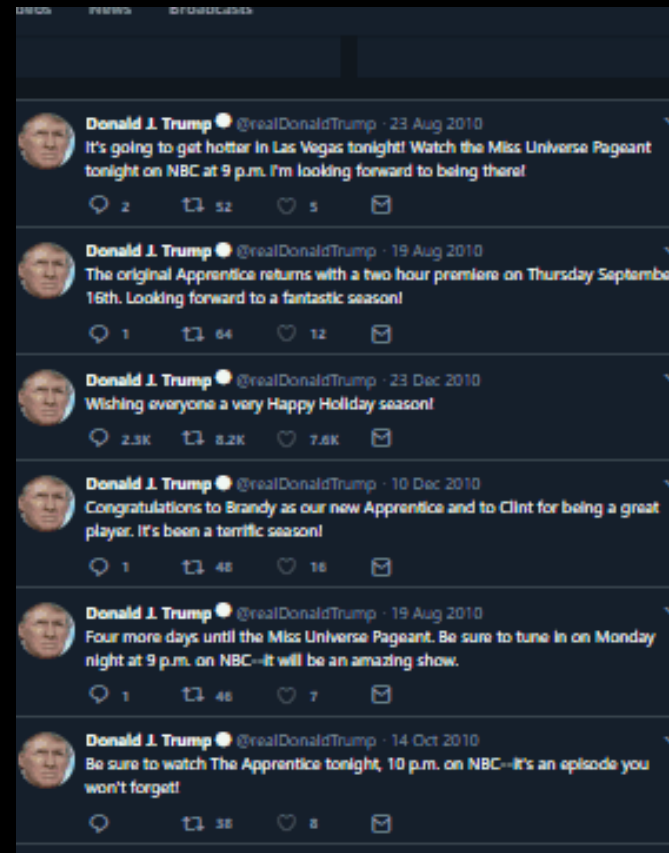 News Broadcasts
Donald J. Trump @realDonaldTrump · 23 Aug 2010
It's going to get hotter in Las Vegas tonight! Watch the Miss Universe Pageant
tonight on NBC at 9 p.m. I'm looking forward to being there!
2 52 5
Donald J. Trump @realDonaldTrump · 19 Aug 2010
The original Apprentice returns with a two hour premiere on Thursday Septembe
16th. Looking forward to a fantastic season!
1 64 12
Donald J. Trump @realDonaldTrump · 23 Dec 2010
Wishing everyone a very Happy Holiday season!
2.3K 8.2K 7.6K
Donald J. Trump @realDonaldTrump · 10 Dec 2010
Congratulations to Brandy as our new Apprentice and to Clint for being a great
player. It's been a terrific season!
1 48 16
Donald J. Trump @realDonaldTrump · 19 Aug 2010
Four more days until the Miss Universe Pageant. Be sure to tune in on Monday
night at 9 p.m. on NBC--it will be an amazing show.
1 46 7
Donald J. Trump @realDonaldTrump · 14 Oct 2010
Be sure to watch The Apprentice tonight, 10 p.m. on NBC--it's an episode you
won't forget!
38 8